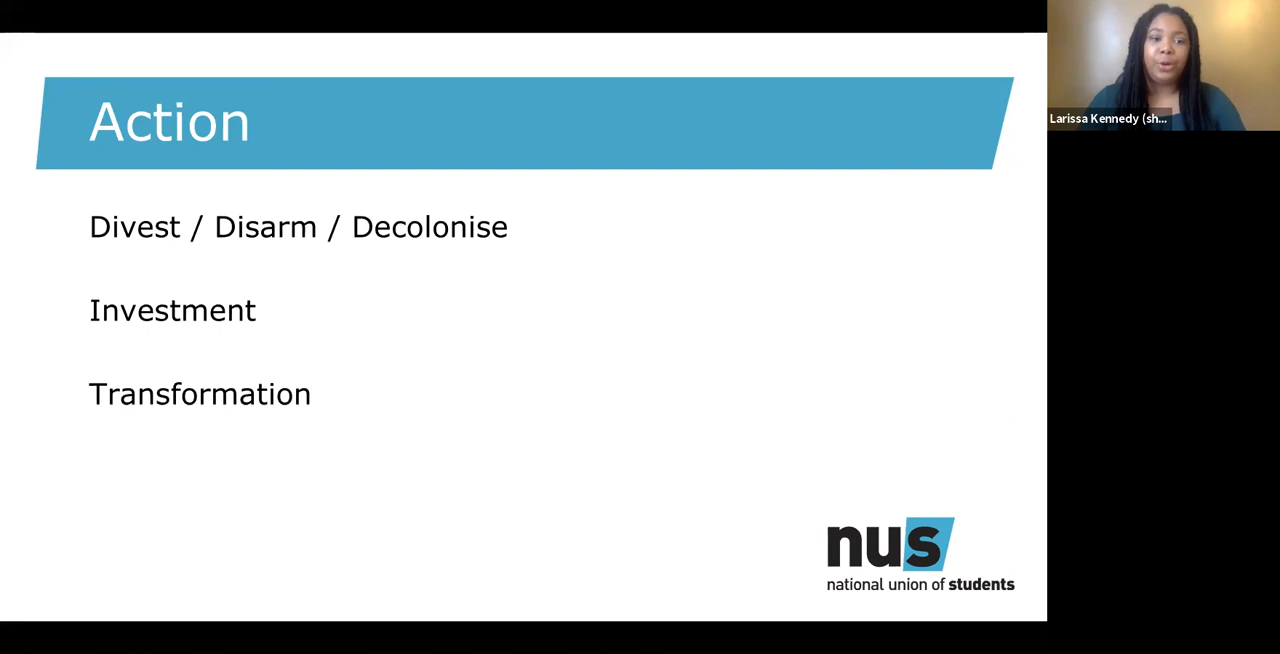 Action
Divest / Disarm / Decolonise
Investment
Transformation
nus
national union of students
Larissa Kennedy (sh...